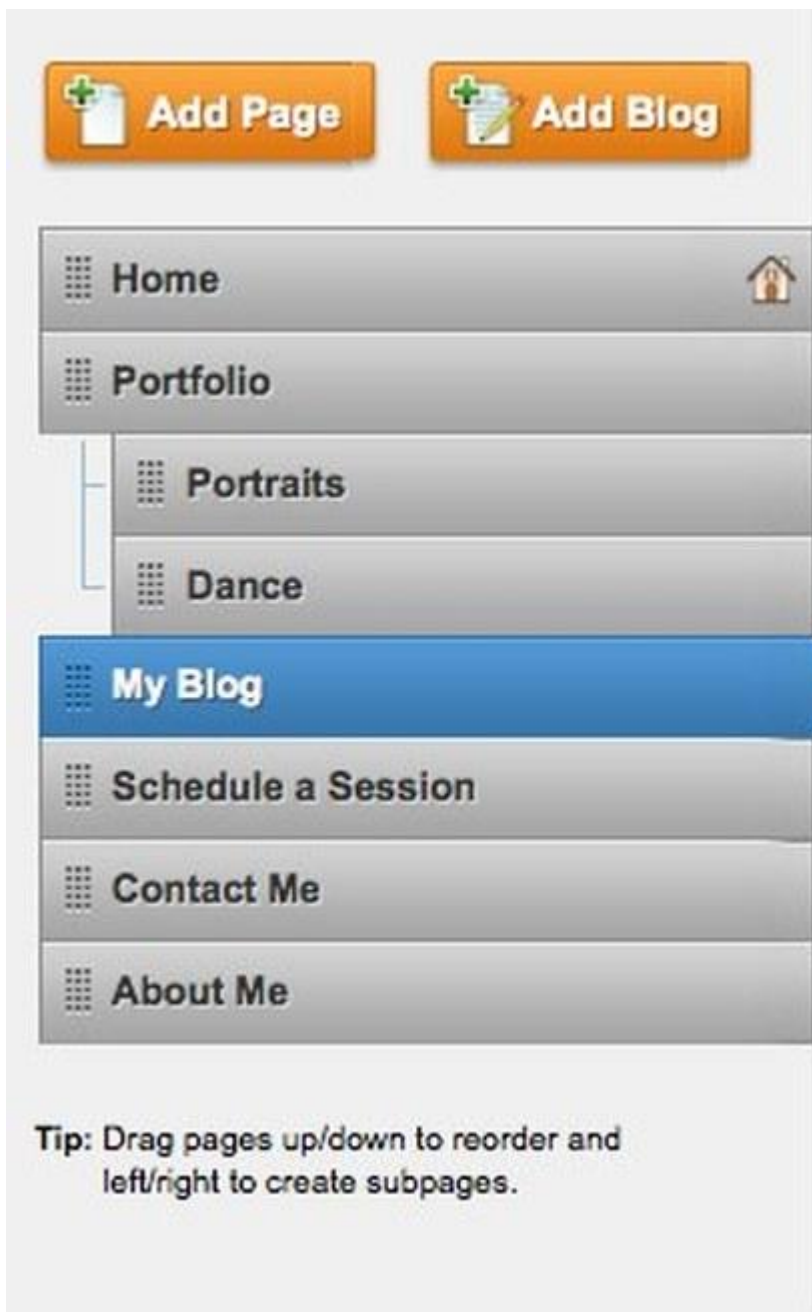 Add Page
Add Blog
Home
Portfolio
Portraits
Dance
My Blog
Schedule a Session
Contact Me
About Me
Tip: Drag pages up/down to reorder and
left/right to create subpages.